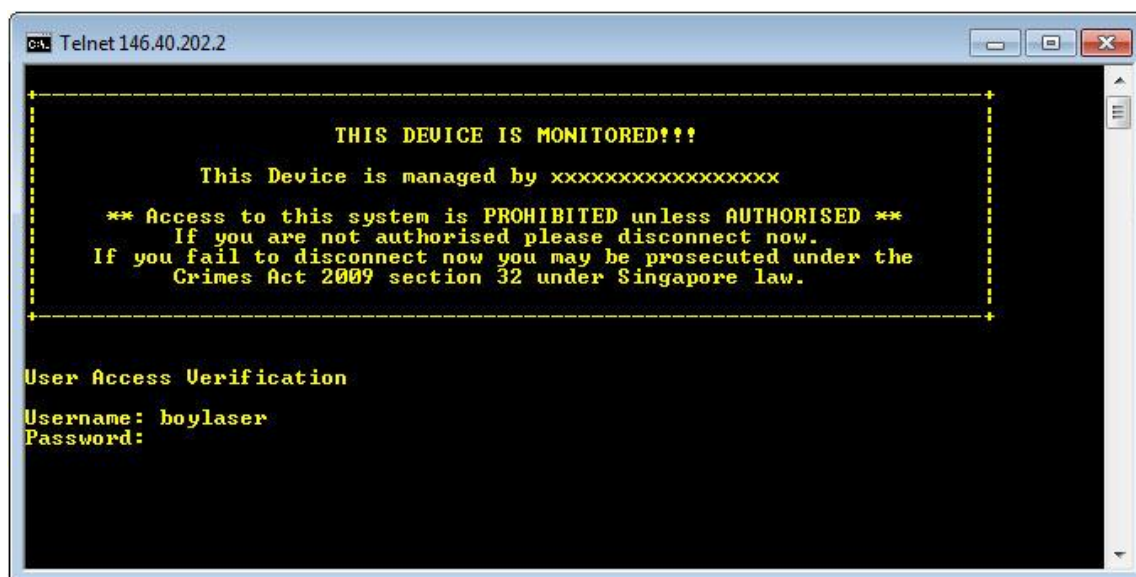 Telnet 146.40.202.2
THIS DEVICE IS MONITORED!!!
This Device is managed by xxxxxxxxxxxxxxxxx
** Access to this system is PROHIBITED unless AUTHORISED **
If you are not authorised please disconnect now.
If you fail to disconnect now you may be prosecuted under the
Crimes Act 2009 section 32 under Singapore law.
User Access Verification
Username: boylaser
Password: